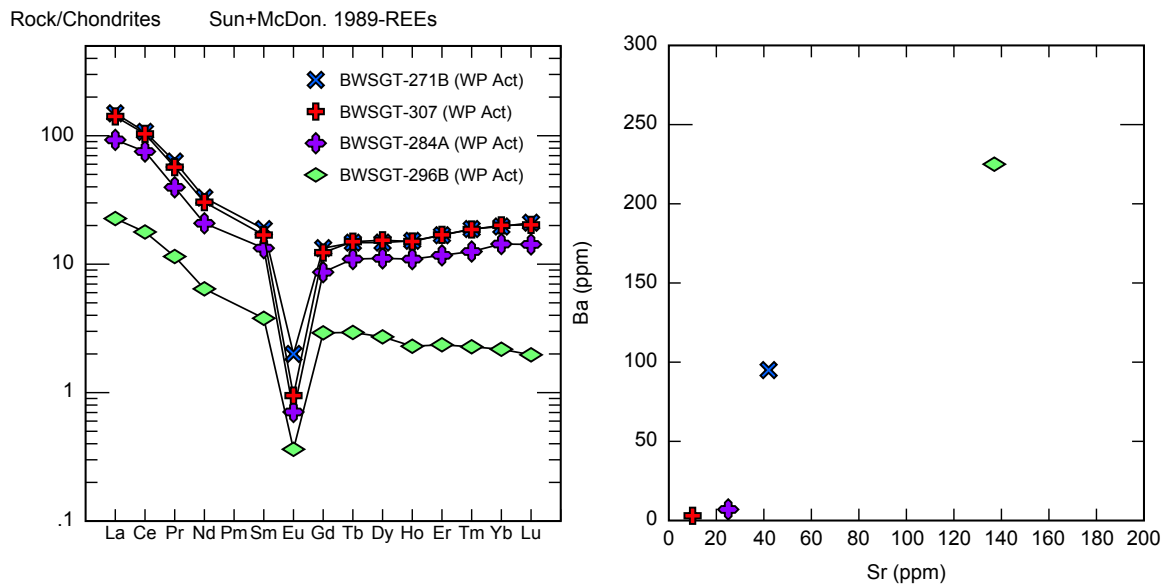 Rock/Chondrites Sun+McDon. 1989-REEs
BWSGT-271B (WP Act)
BWSGT-307 (WP Act)
BWSGT-284A (WP Act)
BWSGT-296B (WP Act)
100
10
1
.1
La Ce Pr Nd Pm Sm Eu Gd Tb Dy Ho Er Tm Yb Lu
300
250
200
150
100
50
0
Ba (ppm)
0 20 40 60 80 100 120 140 160 180 200
Sr (ppm)